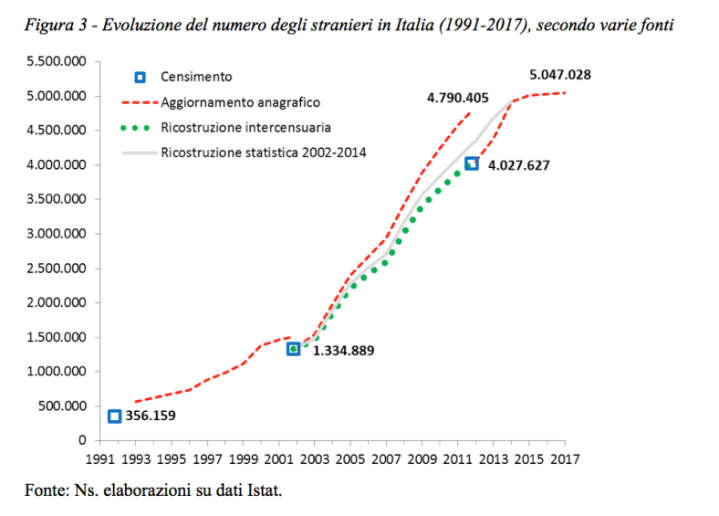 Figura 3 - Evoluzione del numero degli stranieri in Italia (1991-2017), secondo varie fonti
5.500.000
5.000.000
4.500.000
4.000.000
3.500.000
3.000.000
2.500.000
2.000.000
1.500.000
1.000.000
500.000
0
Censimento
Aggiornamento anagrafico
Ricostruzione intercensuaria
Ricostruzione statistica 2002-2014
5.047.028
4.790.405
4.027.627
1.334.889
356.159
1991 1993 1995 1997 1999 2001 2003 2005 2007 2009 2011 2013 2015 2017
Fonte: Ns. elaborazioni su dati Istat.